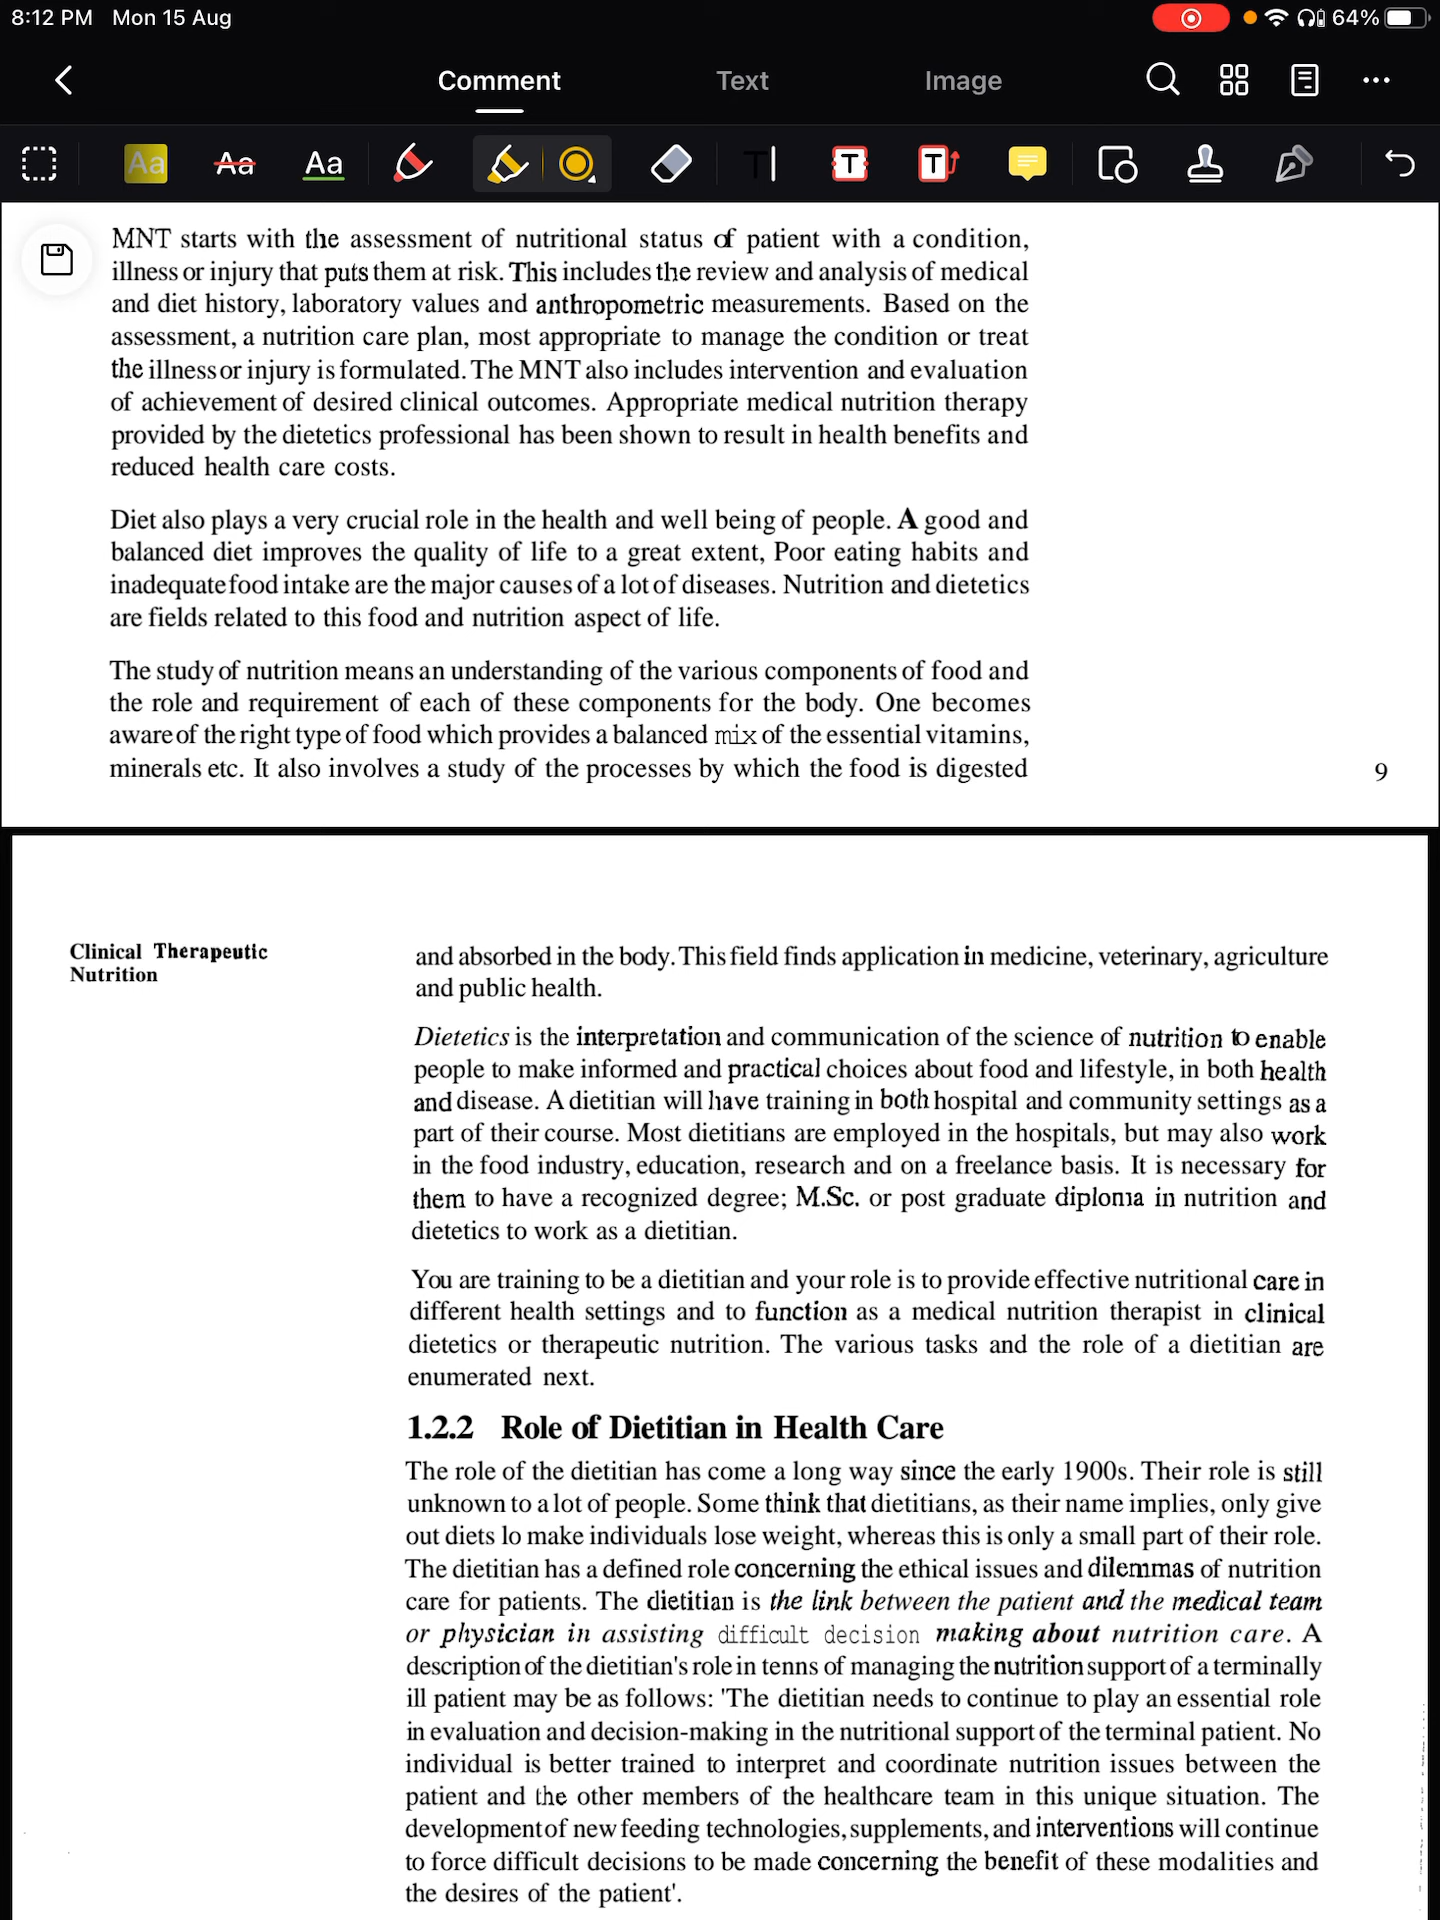 8:12 PM Mon 15 Aug
64%
Comment Text Image
Aa Aa Aa T T T
MNT starts with the assessment of nutritional status of patient with a condition,
illness or injury that puts them at risk. This includes the review and analysis of medical
and diet history, laboratory values and anthropometric measurements. Based on the
assessment, a nutrition care plan, most appropriate to manage the condition or treat
the illness or injury is formulated. The MNT also includes intervention and evaluation
of achievement of desired clinical outcomes. Appropriate medical nutrition therapy
provided by the dietetics professional has been shown to result in health benefits and
reduced health care costs.
Diet also plays a very crucial role in the health and well being of people. A good and
balanced diet improves the quality of life to a great extent, Poor eating habits and
inadequate food intake are the major causes of a lot of diseases. Nutrition and dietetics
are fields related to this food and nutrition aspect of life.
The study of nutrition means an understanding of the various components of food and
the role and requirement of each of these components for the body. One becomes
aware of the right type of food which provides a balanced mix of the essential vitamins,
minerals etc. It also involves a study of the processes by which the food is digested
9
Clinical Therapeutic
Nutrition
and absorbed in the body. This field finds application in medicine, veterinary, agriculture
and public health.
Dietetics is the interpretation and communication of the science of nutrition to enable
people to make informed and practical choices about food and lifestyle, in both health
and disease. A dietitian will have training in both hospital and community settings as a
part of their course. Most dietitians are employed in the hospitals, but may also work
in the food industry, education, research and on a freelance basis. It is necessary for
them to have a recognized degree; M.Sc. or post graduate diploma in nutrition and
dietetics to work as a dietitian.
You are training to be a dietitian and your role is to provide effective nutritional care in
different health settings and to function as a medical nutrition therapist in clinical
dietetics or therapeutic nutrition. The various tasks and the role of a dietitian are
enumerated next.
1.2.2 Role of Dietitian in Health Care
The role of the dietitian has come a long way since the early 1900s. Their role is still
unknown to a lot of people. Some think that dietitians, as their name implies, only give
out diets lo make individuals lose weight, whereas this is only a small part of their role.
The dietitian has a defined role concerning the ethical issues and dilemmas of nutrition
care for patients. The dietitian is the link between the patient and the medical team
or physician in assisting difficult decision making about nutrition care. A
description of the dietitian's role in tenns of managing the nutrition support of a terminally
ill patient may be as follows: 'The dietitian needs to continue to play an essential role
in evaluation and decision-making in the nutritional support of the terminal patient. No
individual is better trained to interpret and coordinate nutrition issues between the
patient and the other members of the healthcare team in this unique situation. The
development of new feeding technologies, supplements, and interventions will continue
to force difficult decisions to be made concerning the benefit of these modalities and
the desires of the patient'.